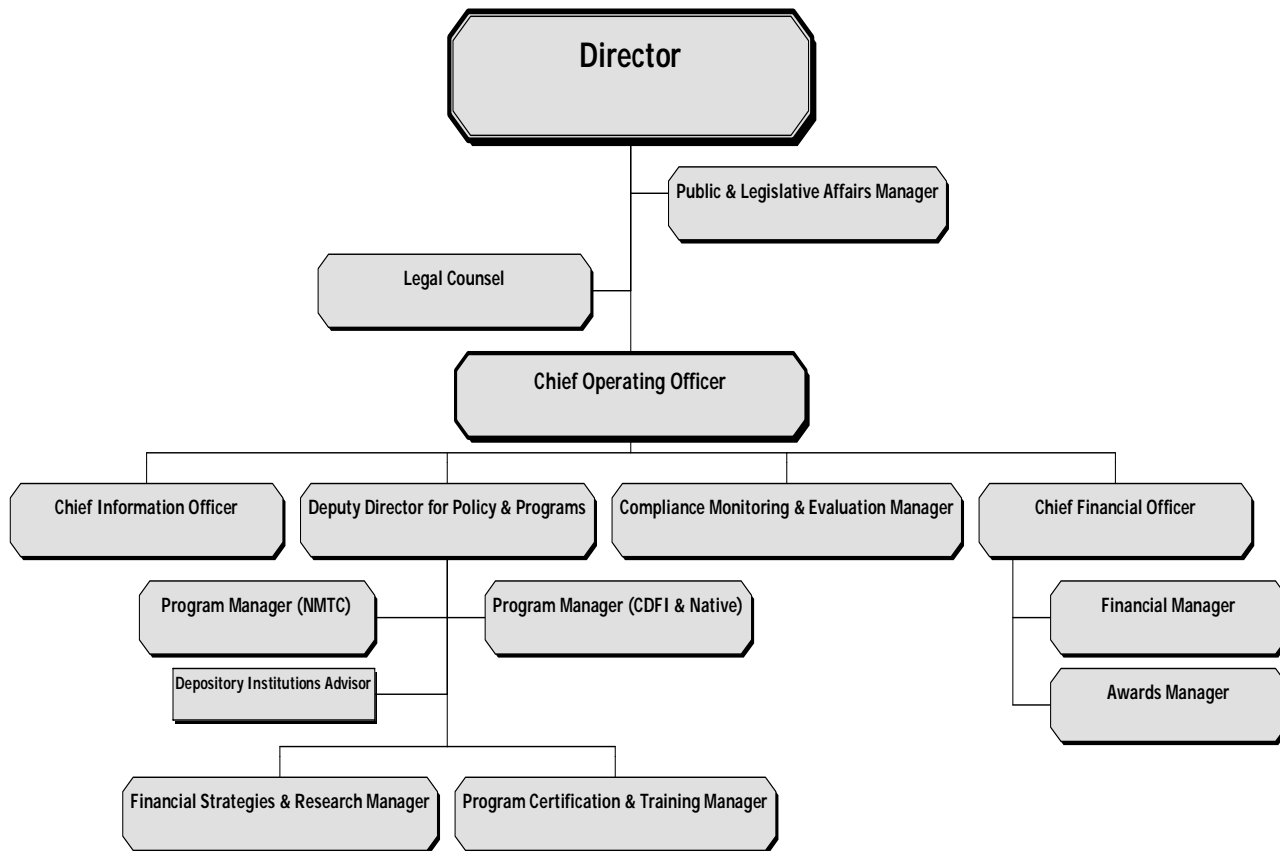 Director
Public & Legislative Affairs Manager
Legal Counsel
Chief Operating Officer
Chief Information Officer
Deputy Director for Policy & Programs
Compliance Monitoring & Evaluation Manager
Chief Financial Officer
Program Manager (NMTC)
Program Manager (CDFI & Native)
Financial Manager
Depository Institutions Advisor
Awards Manager
Financial Strategies & Research Manager
Program Certification & Training Manager